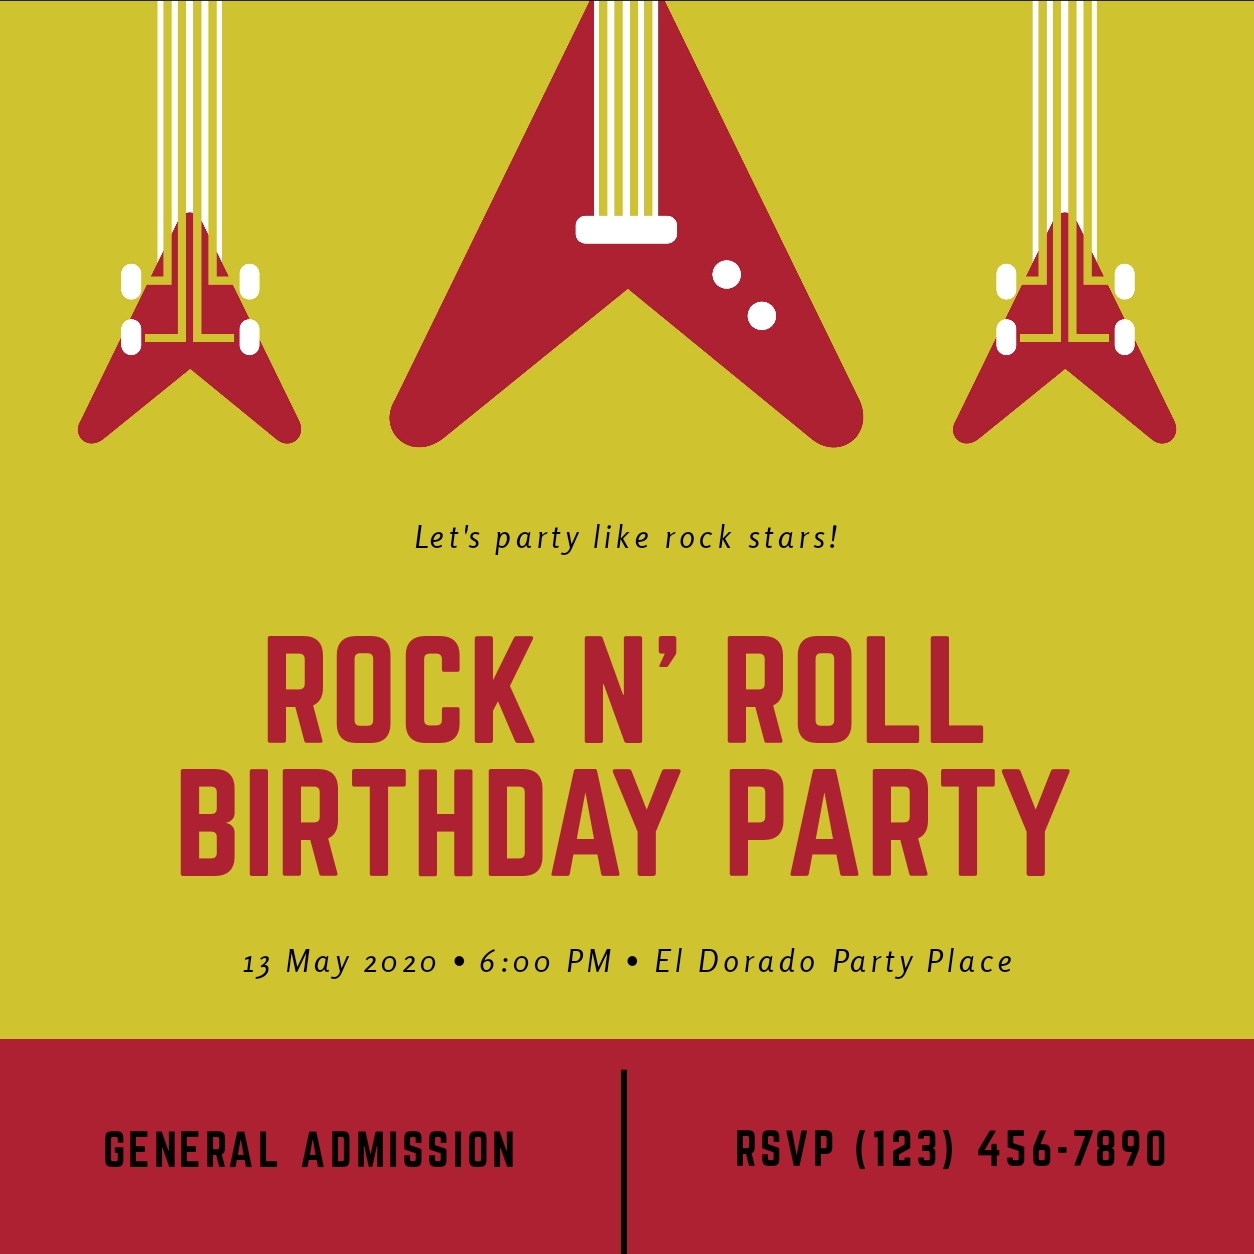 Let's party like rock stars!
ROCK N’ ROLL
BIRTHDAY PARTY
13 May 2020 • 6:00 PM • El Dorado Party Place
GENERAL ADMISSION
RSVP (123) 456-7890